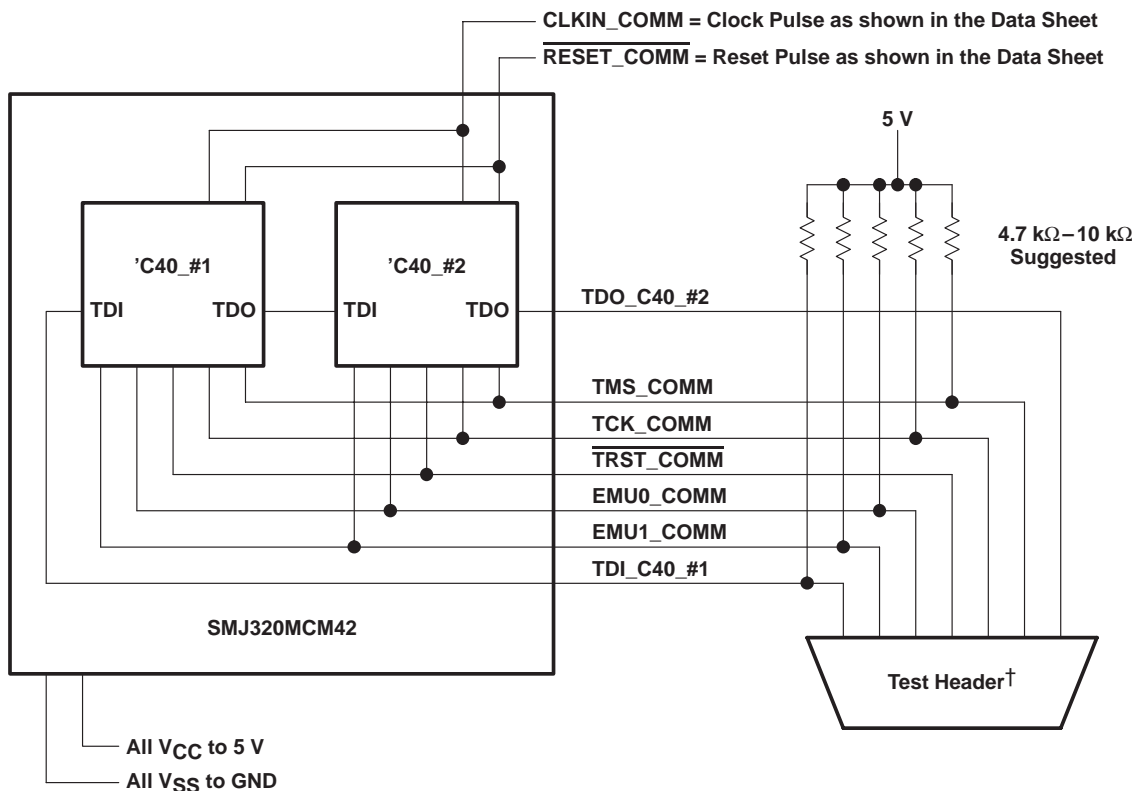 CLKIN_COMM = Clock Pulse as shown in the Data Sheet
RESET_COMM = Reset Pulse as shown in the Data Sheet
5 V
4.7 kΩ–10 kΩ
Suggested
'C40_#1
'C40_#2
TDI
TDO
TDI
TDO
TDO_C40_#2
TMS_COMM
TCK_COMM
TRST_COMM
EMU0_COMM
EMU1_COMM
TDI_C40_#1
SMJ320MCM42
Test Header†
All VCC to 5 V
All VSS to GND